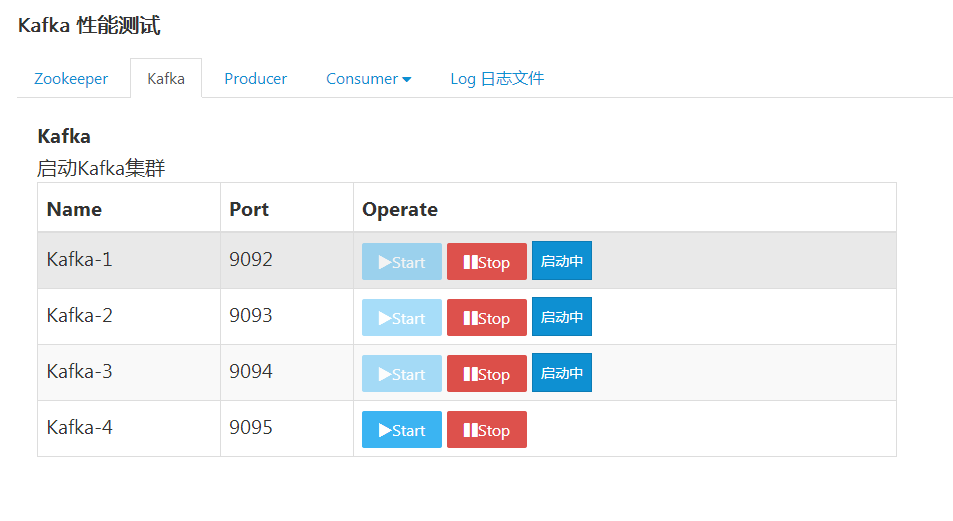 Kafka 性能测试
Zookeeper Kafka Producer Consumer Log 日志文件
Kafka
启动Kafka集群
Name Port Operate
Kafka-1 9092 Start Stop 启动中
Kafka-2 9093 Start Stop 启动中
Kafka-3 9094 Start Stop 启动中
Kafka-4 9095 Start Stop